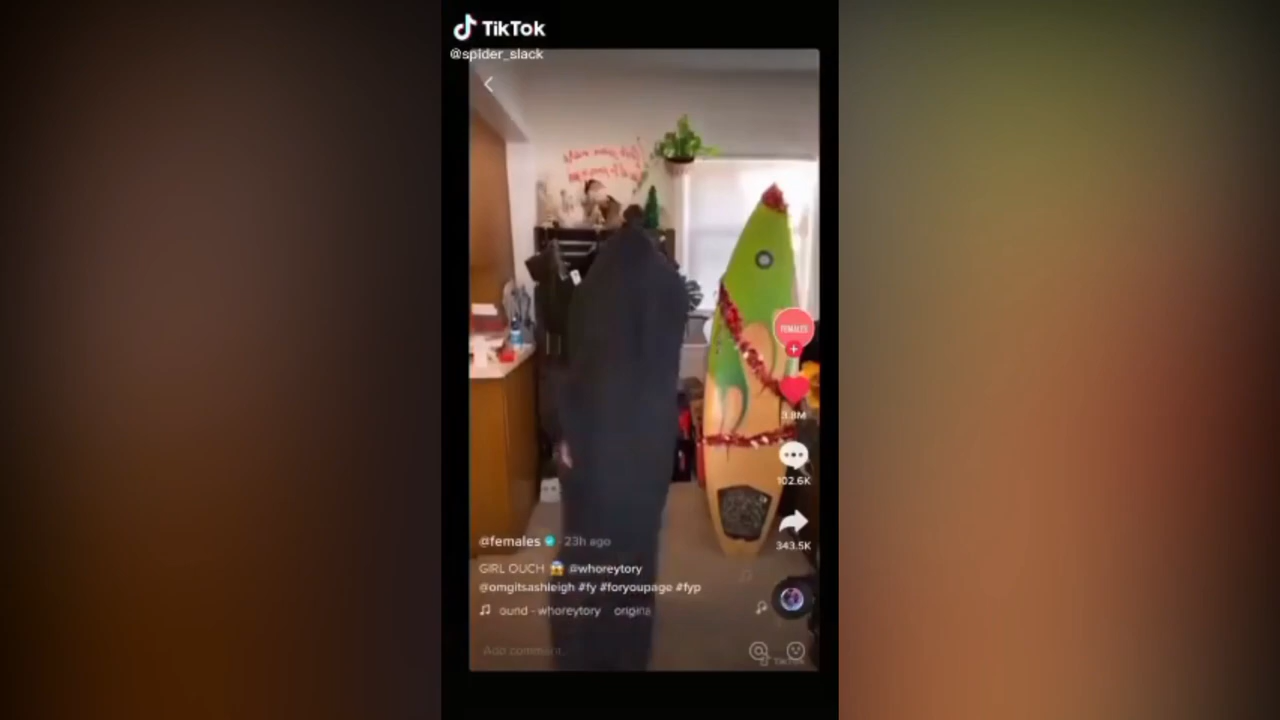 TikTok
@spider_slack
FEMALES
3.8M
102.6K
343.5K
@females · 23h ago
GIRL OUCH 😱 @whoreytory
@omgitsashleigh #fy #foryoupage #fyp
ound - whoreytory origina
Add comment...
TikTok